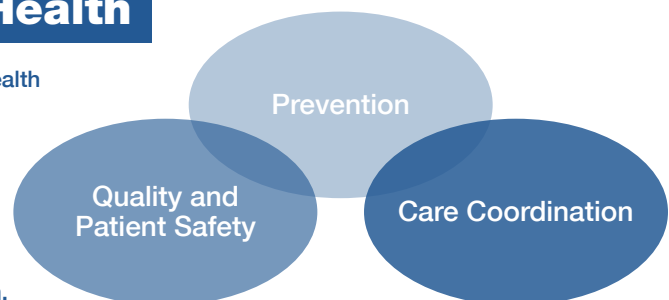 Health
ealth
Prevention
Quality and
Patient Safety
Care Coordination